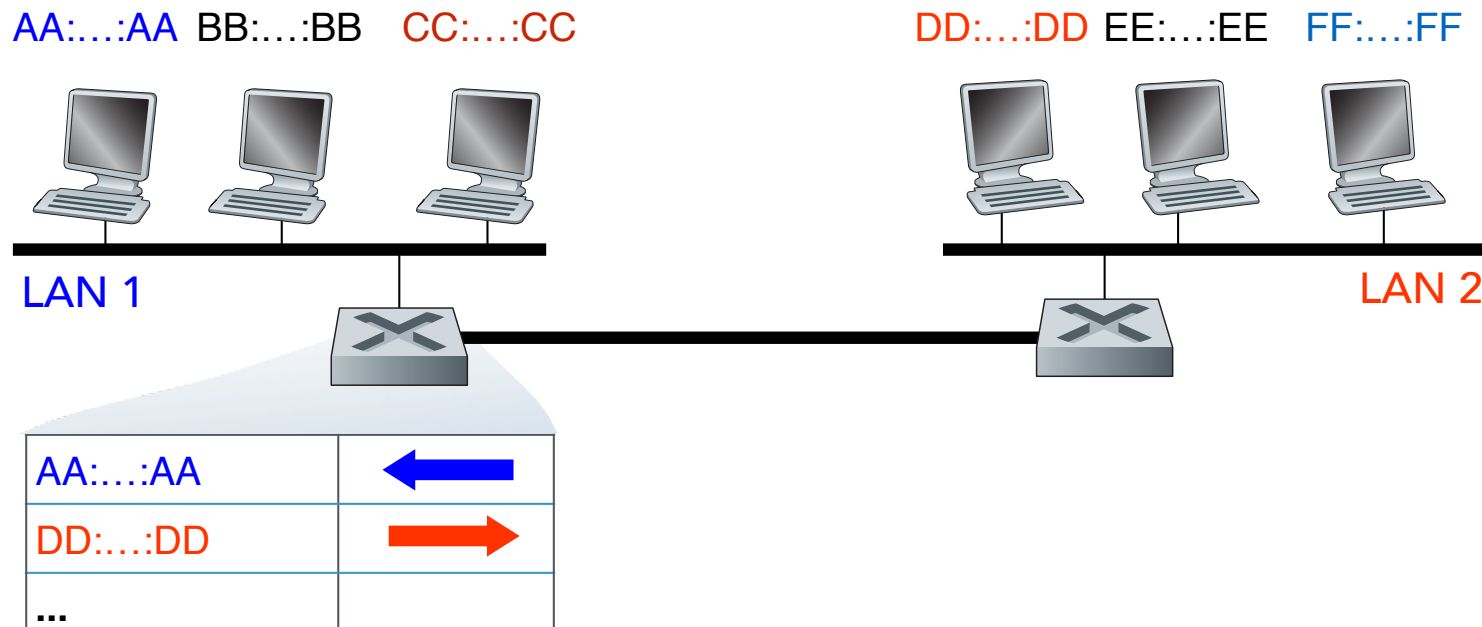 AA:…:AA BB:…:BB CC:…:CC DD:…:DD EE:…:EE FF:…:FF
LAN 1 LAN 2
AA:…:AA
DD:…:DD
...